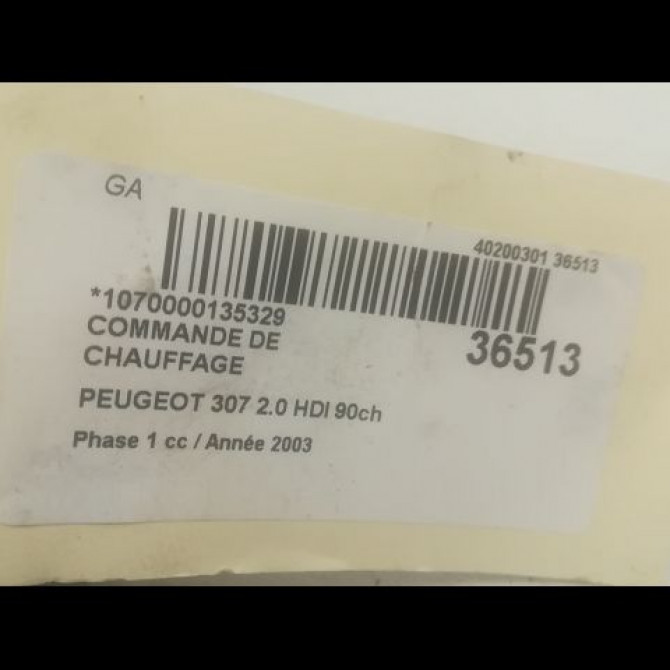 GA
40200301 36513
*1070000135329
36513
COMMANDE DE
CHAUFFAGE
PEUGEOT 307 2.0 HDI 90ch
Phase 1 cc / Année 2003